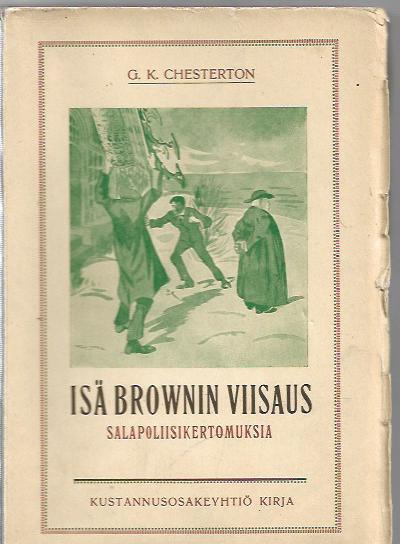 G. K. CHESTERTON
ISÄ BROWNIN VIISAUS
SALAPOLIISIKERTOMUKSIA
KUSTANNUSOSAKEYHTIÖ KIRJA